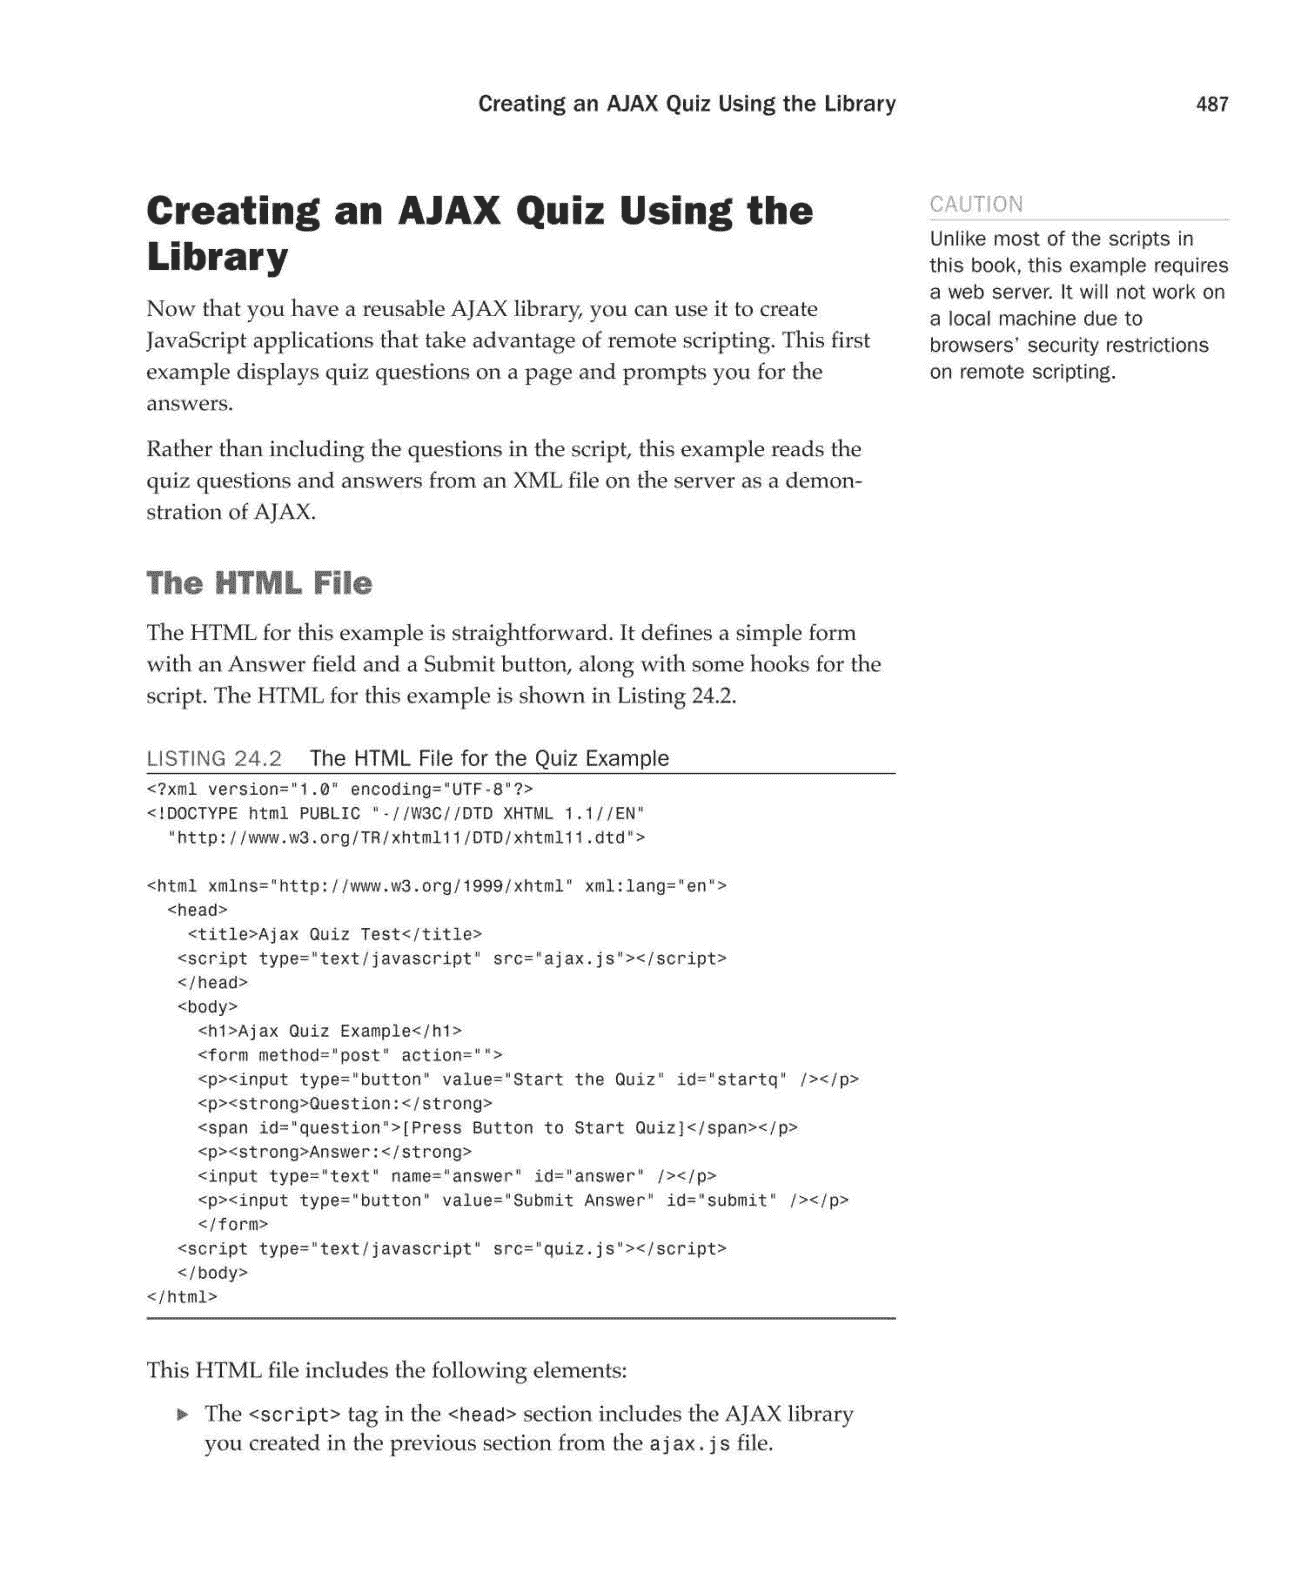 Creating an AJAX Quiz Using the Library 487
Creating an AJAX Quiz Using the
Library
Now that you have a reusable AJAX library, you can use it to create
JavaScript applications that take advantage of remote scripting. This first
example displays quiz questions on a page and prompts you for the
answers.
Rather than including the questions in the script, this example reads the
quiz questions and answers from an XML file on the server as a demon-
stration of AJAX.
CAUTION
Unlike most of the scripts in
this book, this example requires
a web server. It will not work on
a local machine due to
browsers' security restrictions
on remote scripting.
The HTML File
The HTML for this example is straightforward. It defines a simple form
with an Answer field and a Submit button, along with some hooks for the
script. The HTML for this example is shown in Listing 24.2.
LISTING 24.2 The HTML File for the Quiz Example
<?xml version="1.0" encoding="UTF-8"?>
<!DOCTYPE html PUBLIC "-//W3C//DTD XHTML 1.1//EN"
  "http://www.w3.org/TR/xhtml11/DTD/xhtml11.dtd">
<html xmlns="http://www.w3.org/1999/xhtml" xml:lang="en">
  <head>
    <title>Ajax Quiz Test</title>
   <script type="text/javascript" src="ajax.js"></script>
   </head>
   <body>
     <h1>Ajax Quiz Example</h1>
     <form method="post" action="">
     <p><input type="button" value="Start the Quiz" id="startq" /></p>
     <p><strong>Question:</strong>
     <span id="question">[Press Button to Start Quiz]</span></p>
     <p><strong>Answer:</strong>
     <input type="text" name="answer" id="answer" /></p>
     <p><input type="button" value="Submit Answer" id="submit" /></p>
     </form>
   <script type="text/javascript" src="quiz.js"></script>
   </body>
</html>
This HTML file includes the following elements:
▶ The <script> tag in the <head> section includes the AJAX library
you created in the previous section from the ajax.js file.